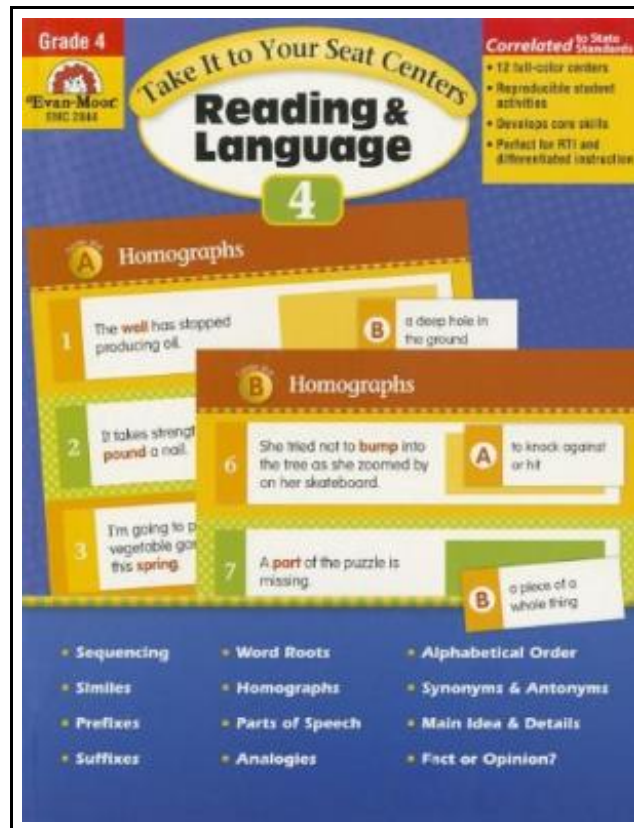 Grade 4
Evan-Moor
EMC 2844
Take It to Your Seat Centers
Reading &
Language
4
Correlated to State
Standards
• 12 full-color centers
• Reproducible student
activities
• Develops core skills
• Perfect for RTI and
differentiated instruction
A Homographs
1
The well has stopped
producing oil.
B
a deep hole in
the ground
2
It takes
pound a nail.
3
I'm going to
vegetable
this spring.
B Homographs
6
She tried not to bump into
the tree as she zoomed by
on her skateboard.
A
to knock against
or hit
7
A part of the puzzle is
missing.
B
a piece of a
whole thing
• Sequencing
• Similes
• Prefixes
• Suffixes
• Word Roots
• Homographs
• Parts of Speech
• Analogies
• Alphabetical Order
• Synonyms & Antonyms
• Main Idea & Details
• Fact or Opinion?